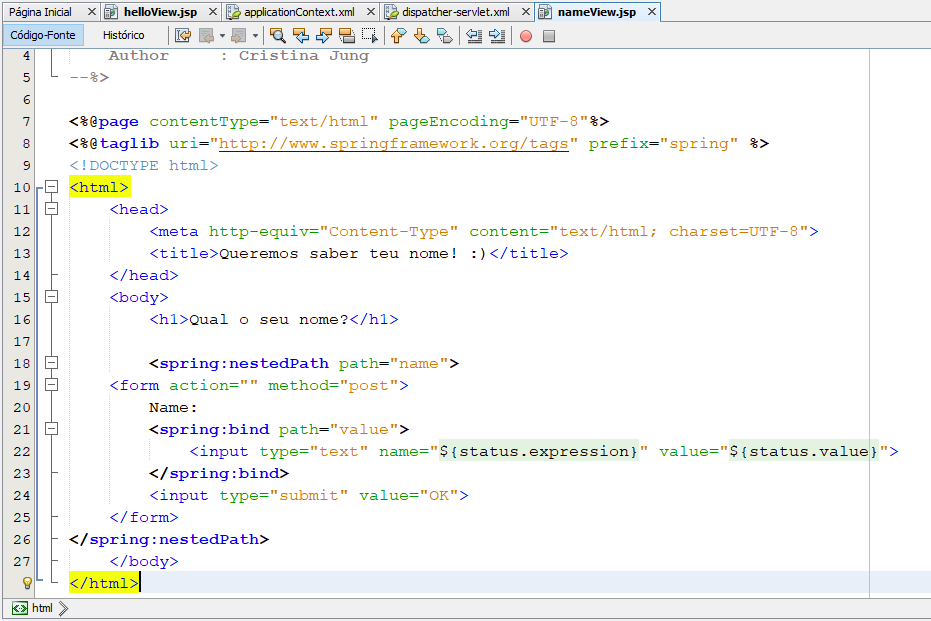 Página Inicial helloView.jsp applicationContext.xml dispatcher-servlet.xml nameView.jsp
Código-Fonte Histórico
4 Author : Cristina Jung
5 --%>
6
7 <%@page contentType="text/html" pageEncoding="UTF-8"%>
8 <%@taglib uri="http://www.springframework.org/tags" prefix="spring" %>
9 <!DOCTYPE html>
10 <html>
11 <head>
12 <meta http-equiv="Content-Type" content="text/html; charset=UTF-8">
13 <title>Queremos saber teu nome! :)</title>
14 </head>
15 <body>
16 <h1>Qual o seu nome?</h1>
17
18 <spring:nestedPath path="name">
19 <form action="" method="post">
20 Name:
21 <spring:bind path="value">
22 <input type="text" name="${status.expression}" value="${status.value}">
23 </spring:bind>
24 <input type="submit" value="OK">
25 </form>
26 </spring:nestedPath>
27 </body>
</html>
html